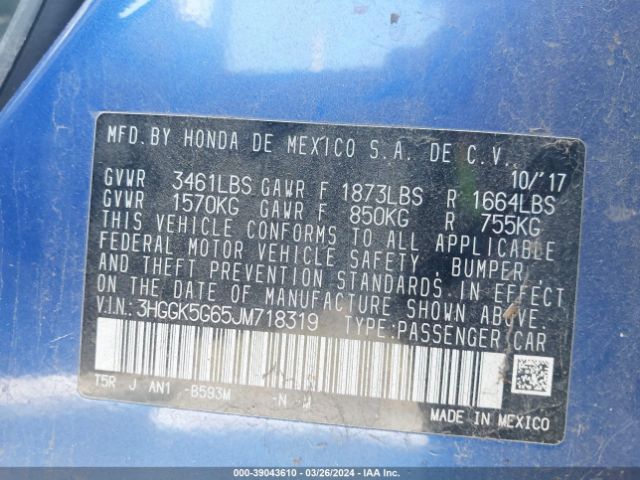 MFD. BY HONDA DE MEXICO S.A. DE C.V.
10/'17
GVWR 3461LBS GAWR F 1873LBS R 1664LBS
GVWR 1570KG GAWR F 850KG R 755KG
THIS VEHICLE CONFORMS TO ALL APPLICABLE
FEDERAL MOTOR VEHICLE SAFETY, BUMPER,
AND THEFT PREVENTION STANDARDS IN EFFECT
ON THE DATE OF MANUFACTURE SHOWN ABOVE.
V.I.N.: 3HGGK5G65JM718319 TYPE: PASSENGER CAR
T5R J AN1 -B593M -N M
MADE IN MEXICO
000-39043610 - 03/26/2024 - IAA Inc.